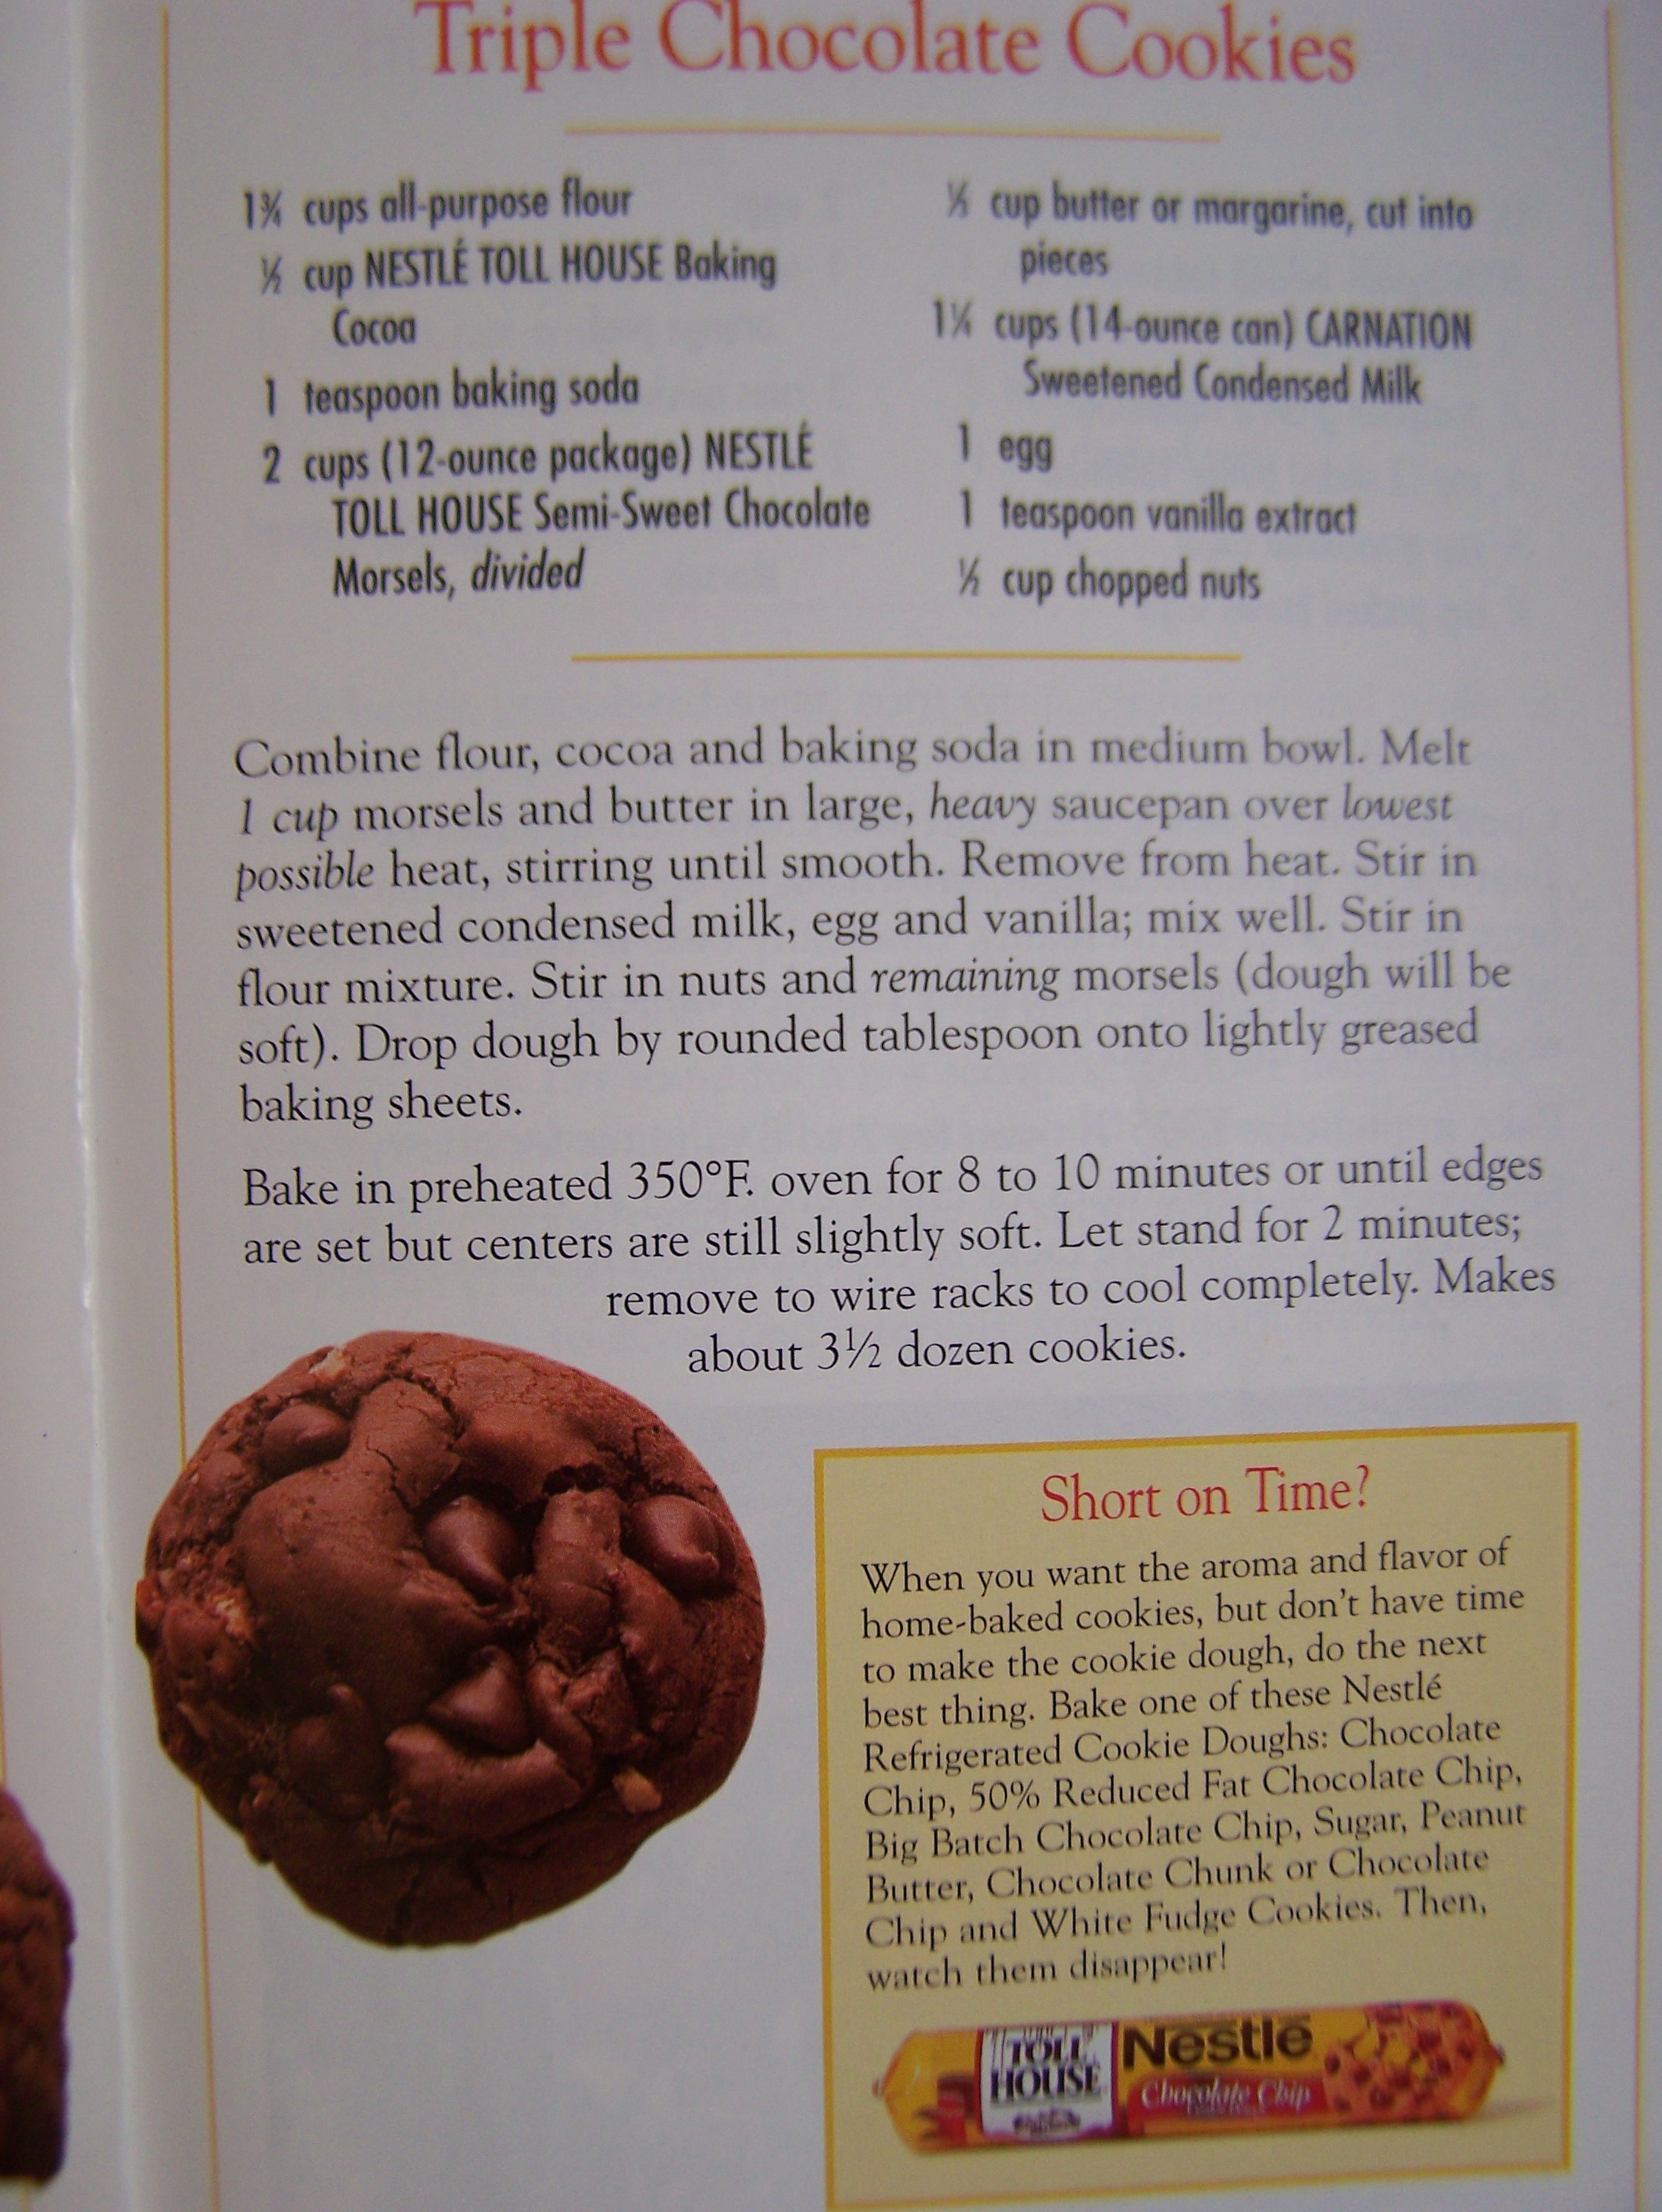 Triple Chocolate Cookies
1¾ cups all-purpose flour
½ cup NESTLÉ TOLL HOUSE Baking
Cocoa
1 teaspoon baking soda
2 cups (12-ounce package) NESTLÉ
TOLL HOUSE Semi-Sweet Chocolate
Morsels, divided
cup butter or margarine, cut into
pieces
1¼ cups (14-ounce can) CARNATION
Sweetened Condensed Milk
1 egg
1 teaspoon vanilla extract
½ cup chopped nuts
Combine flour, cocoa and baking soda in medium bowl. Melt
1 cup morsels and butter in large, heavy saucepan over lowest
possible heat, stirring until smooth. Remove from heat. Stir in
sweetened condensed milk, egg and vanilla; mix well. Stir in
flour mixture. Stir in nuts and remaining morsels (dough will be
soft). Drop dough by rounded tablespoon onto lightly greased
baking sheets.
Bake in preheated 350°F. oven for 8 to 10 minutes or until edges
are set but centers are still slightly soft. Let stand for 2 minutes;
remove to wire racks to cool completely. Makes
about 3½ dozen cookies.
Short on Time?
When you want the aroma and flavor of
home-baked cookies, but don't have time
to make the cookie dough, do the next
best thing. Bake one of these Nestlé
Refrigerated Cookie Doughs: Chocolate
Chip, 50% Reduced Fat Chocolate Chip,
Big Batch Chocolate Chip, Sugar, Peanut
Butter, Chocolate Chunk or Chocolate
Chip and White Fudge Cookies. Then,
watch them disappear!
TOLL
HOUSE
Nestlé
Chocolate Chip